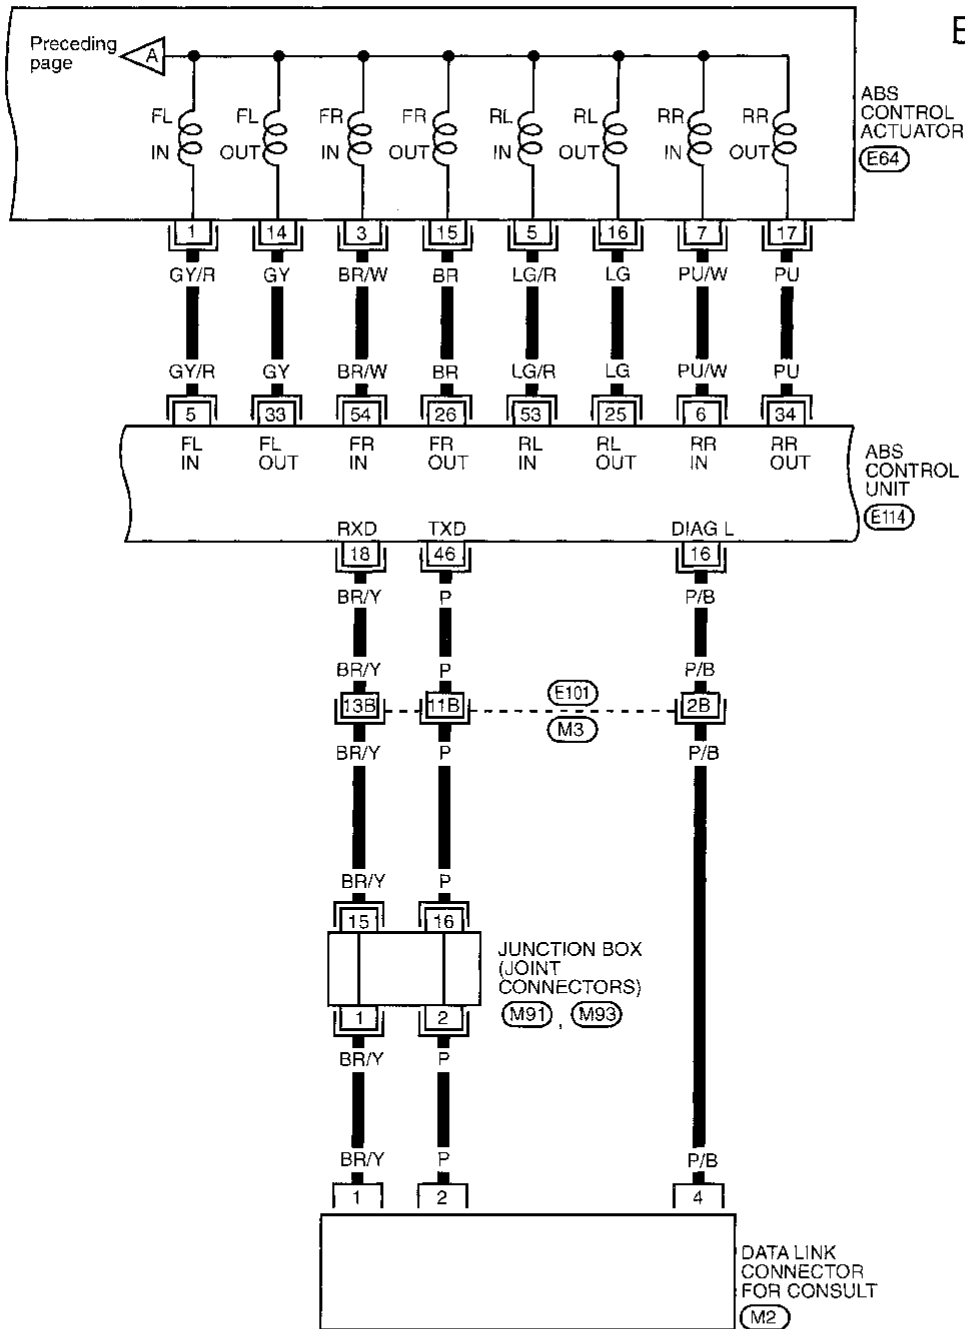 E
Preceding
page
A
FL FL FR FR RL RL RR RR
IN OUT IN OUT IN OUT IN OUT
ABS
CONTROL
ACTUATOR
E64
1 14 3 15 5 16 7 17
GY/R GY BR/W BR LG/R LG PU/W PU
GY/R GY BR/W BR LG/R LG PU/W PU
5 33 54 26 53 25 6 34
FL FL FR FR RL RL RR RR
IN OUT IN OUT IN OUT IN OUT
ABS
CONTROL
UNIT
E114
RXD TXD DIAG L
18 46 16
BR/Y P P/B
BR/Y P P/B
13B 11B E101 2B
M3
BR/Y P P/B
BR/Y P
15 16
JUNCTION BOX
(JOINT
CONNECTORS)
M91 , M93
1 2
BR/Y P
BR/Y P P/B
1 2 4
DATA LINK
CONNECTOR
FOR CONSULT
M2